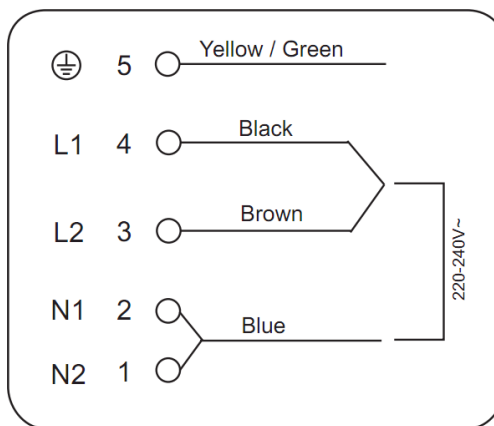 5 Yellow / Green
L1 4 Black
L2 3 Brown
N1 2
Blue
N2 1
220-240V~